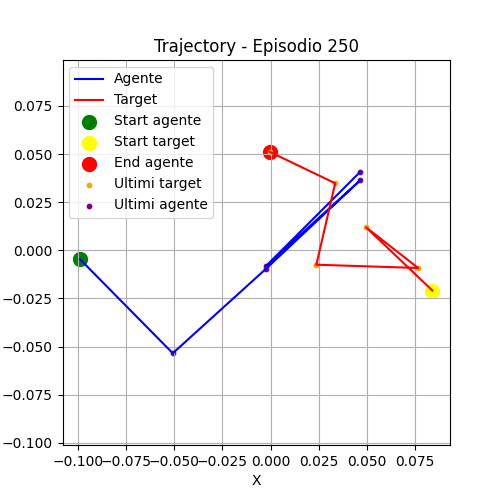 Trajectory - Episodio 250
Agente
Target
Start agente
Start target
End agente
Ultimi target
Ultimi agente
0.075
0.050
0.025
0.000
−0.025
−0.050
−0.075
−0.100
−0.100 −0.075 −0.050 −0.025 0.000 0.025 0.050 0.075
X